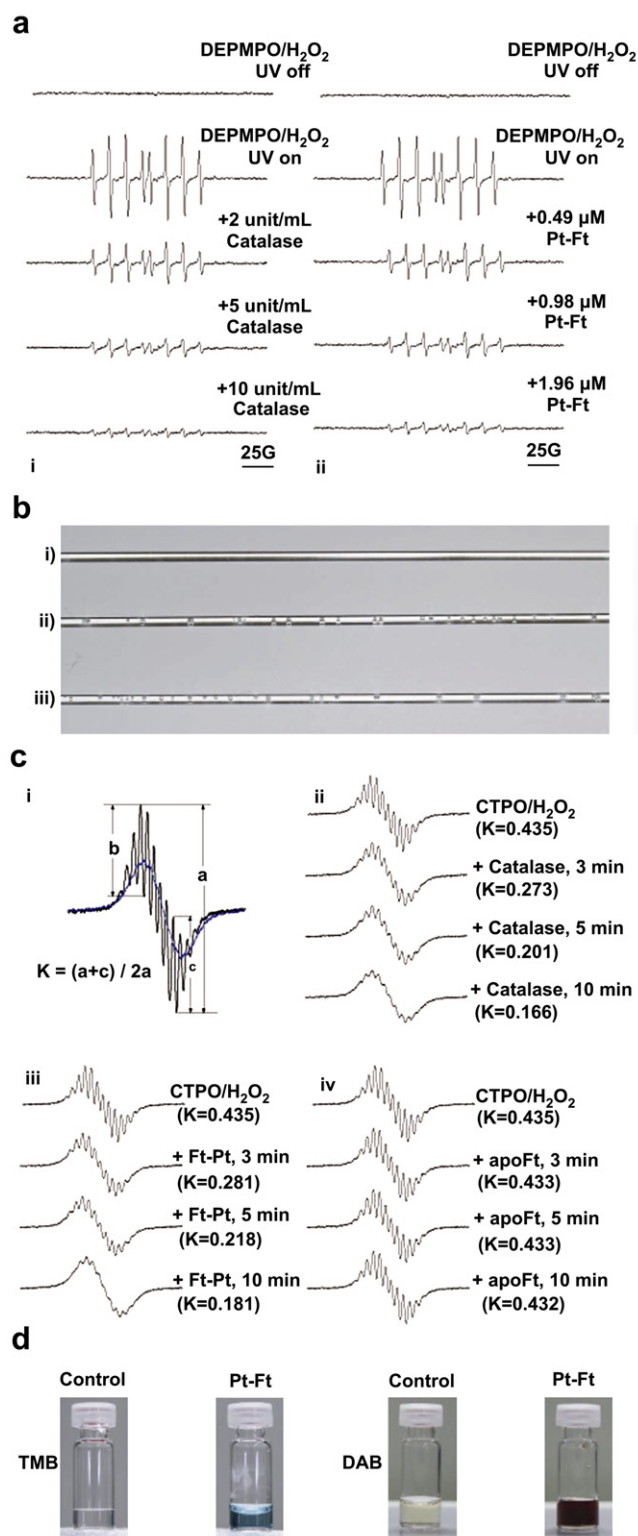 a
DEPMPO/H₂O₂
UV off
DEPMPO/H₂O₂
UV on
+2 unit/mL
Catalase
+5 unit/mL
Catalase
+10 unit/mL
Catalase
25G
i
DEPMPO/H₂O₂
UV off
DEPMPO/H₂O₂
UV on
+0.49 µM
Pt-Ft
+0.98 µM
Pt-Ft
+1.96 µM
Pt-Ft
25G
ii
b
i)
ii)
iii)
c
i
b
a
c
K = (a+c) / 2a
ii
CTPO/H₂O₂
(K=0.435)
+ Catalase, 3 min
(K=0.273)
+ Catalase, 5 min
(K=0.201)
+ Catalase, 10 min
(K=0.166)
iii
CTPO/H₂O₂
(K=0.435)
+ Ft-Pt, 3 min
(K=0.281)
+ Ft-Pt, 5 min
(K=0.218)
+ Ft-Pt, 10 min
(K=0.181)
iv
CTPO/H₂O₂
(K=0.435)
+ apoFt, 3 min
(K=0.433)
+ apoFt, 5 min
(K=0.433)
+ apoFt, 10 min
(K=0.432)
d
Control
Pt-Ft
Control
Pt-Ft
TMB
DAB